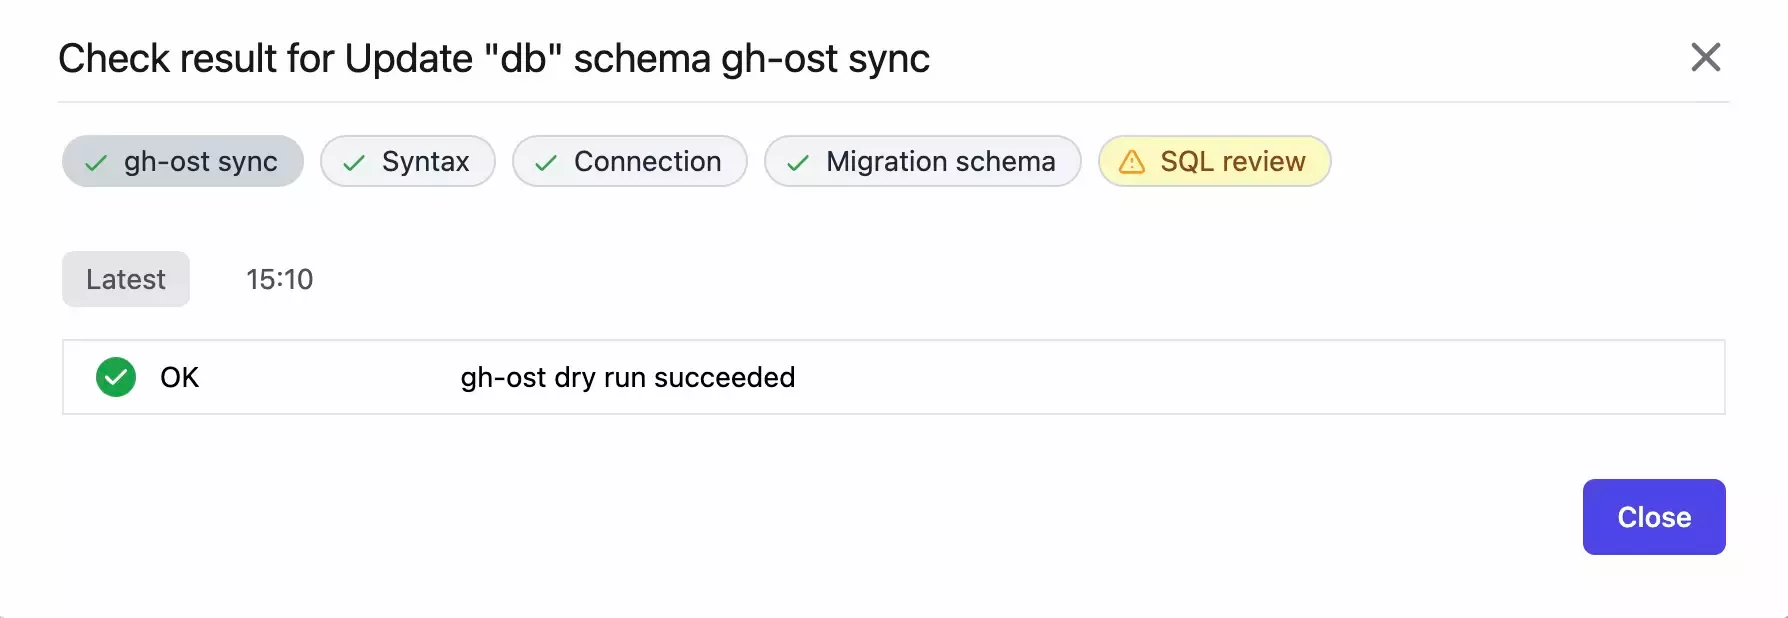 Check result for Update "db" schema gh-ost sync
gh-ost sync Syntax Connection Migration schema SQL review
Latest 15:10
OK gh-ost dry run succeeded
Close